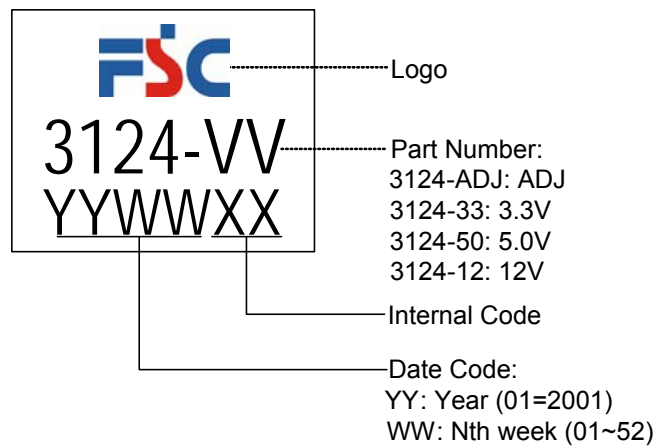 FSC
Logo
3124-VV
Part Number:
3124-ADJ: ADJ
3124-33: 3.3V
3124-50: 5.0V
3124-12: 12V
YYWWXX
Internal Code
Date Code:
YY: Year (01=2001)
WW: Nth week (01~52)